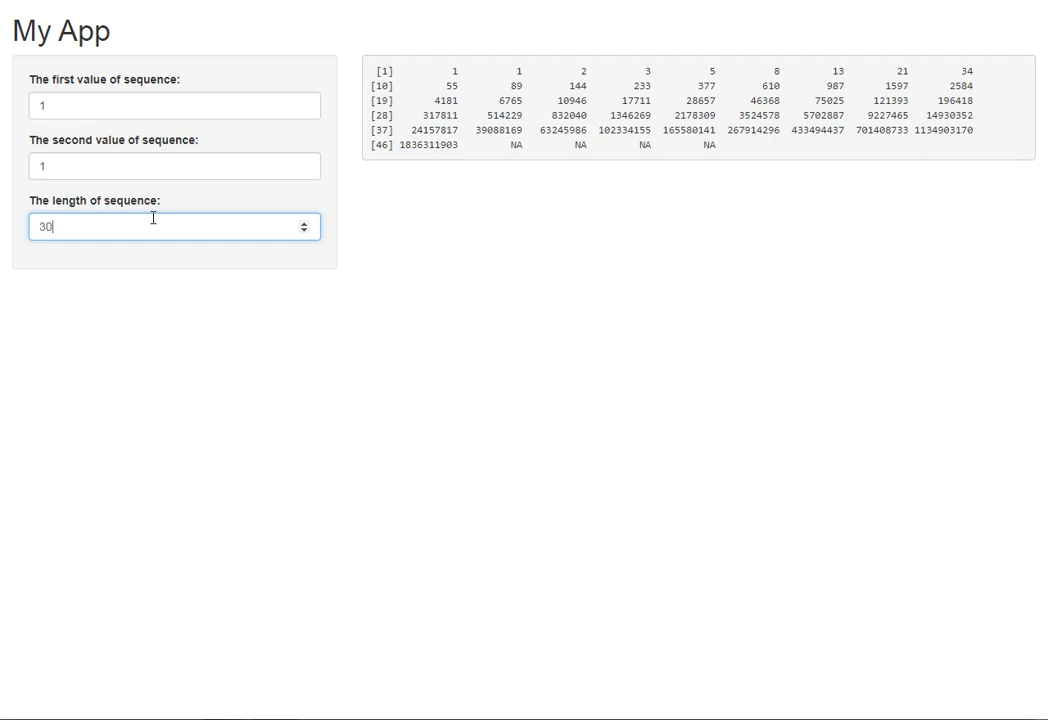 My App
The first value of sequence:
1
The second value of sequence:
1
The length of sequence:
30
[1] 1 1 2 3 5 8 13 21 34
[10] 55 89 144 233 377 610 987 1597 2584
[19] 4181 6765 10946 17711 28657 46368 75025 121393 196418
[28] 317811 514229 832040 1346269 2178309 3524578 5702887 9227465 14930352
[37] 24157817 39088169 63245986 102334155 165580141 267914296 433494437 701408733 1134903170
[46] 1836311903 NA NA NA NA